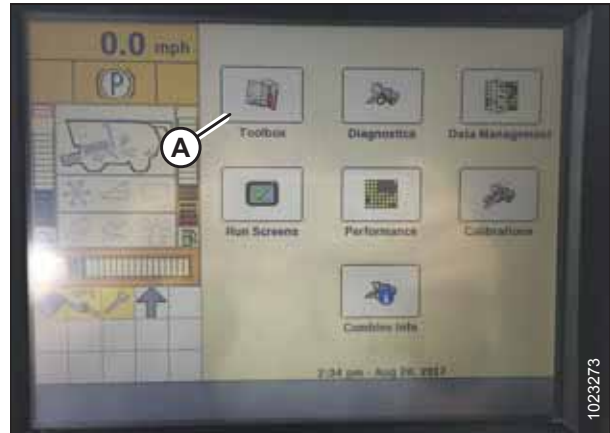 0.0 mph
(P)
A
Toolbox
Diagnostics
Data Management
Run Screens
Performance
Calibrations
Combine Info
2:34 pm - Aug 24, 2017
1023273